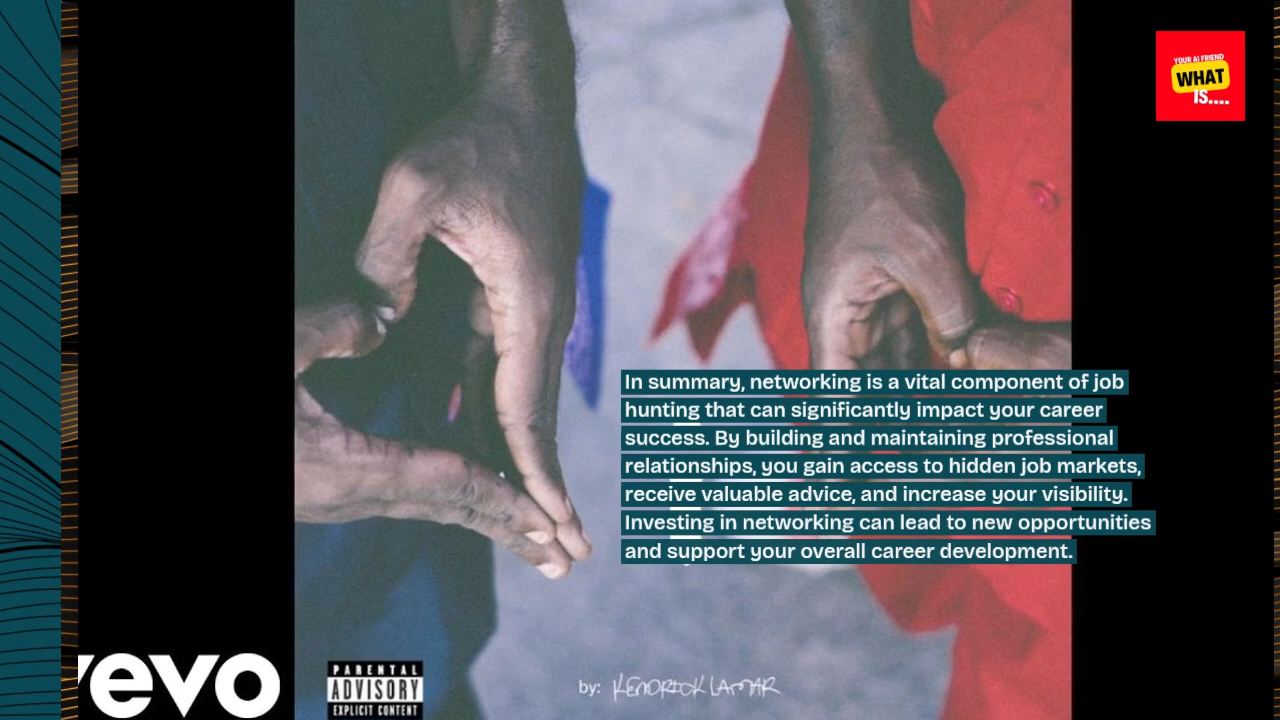 YOUR AI FRIEND
WHAT
IS....
In summary, networking is a vital component of job
hunting that can significantly impact your career
success. By building and maintaining professional
relationships, you gain access to hidden job markets,
receive valuable advice, and increase your visibility.
Investing in networking can lead to new opportunities
and support your overall career development.
vevo
PARENTAL
ADVISORY
EXPLICIT CONTENT
by: KENDRICK LAMAR